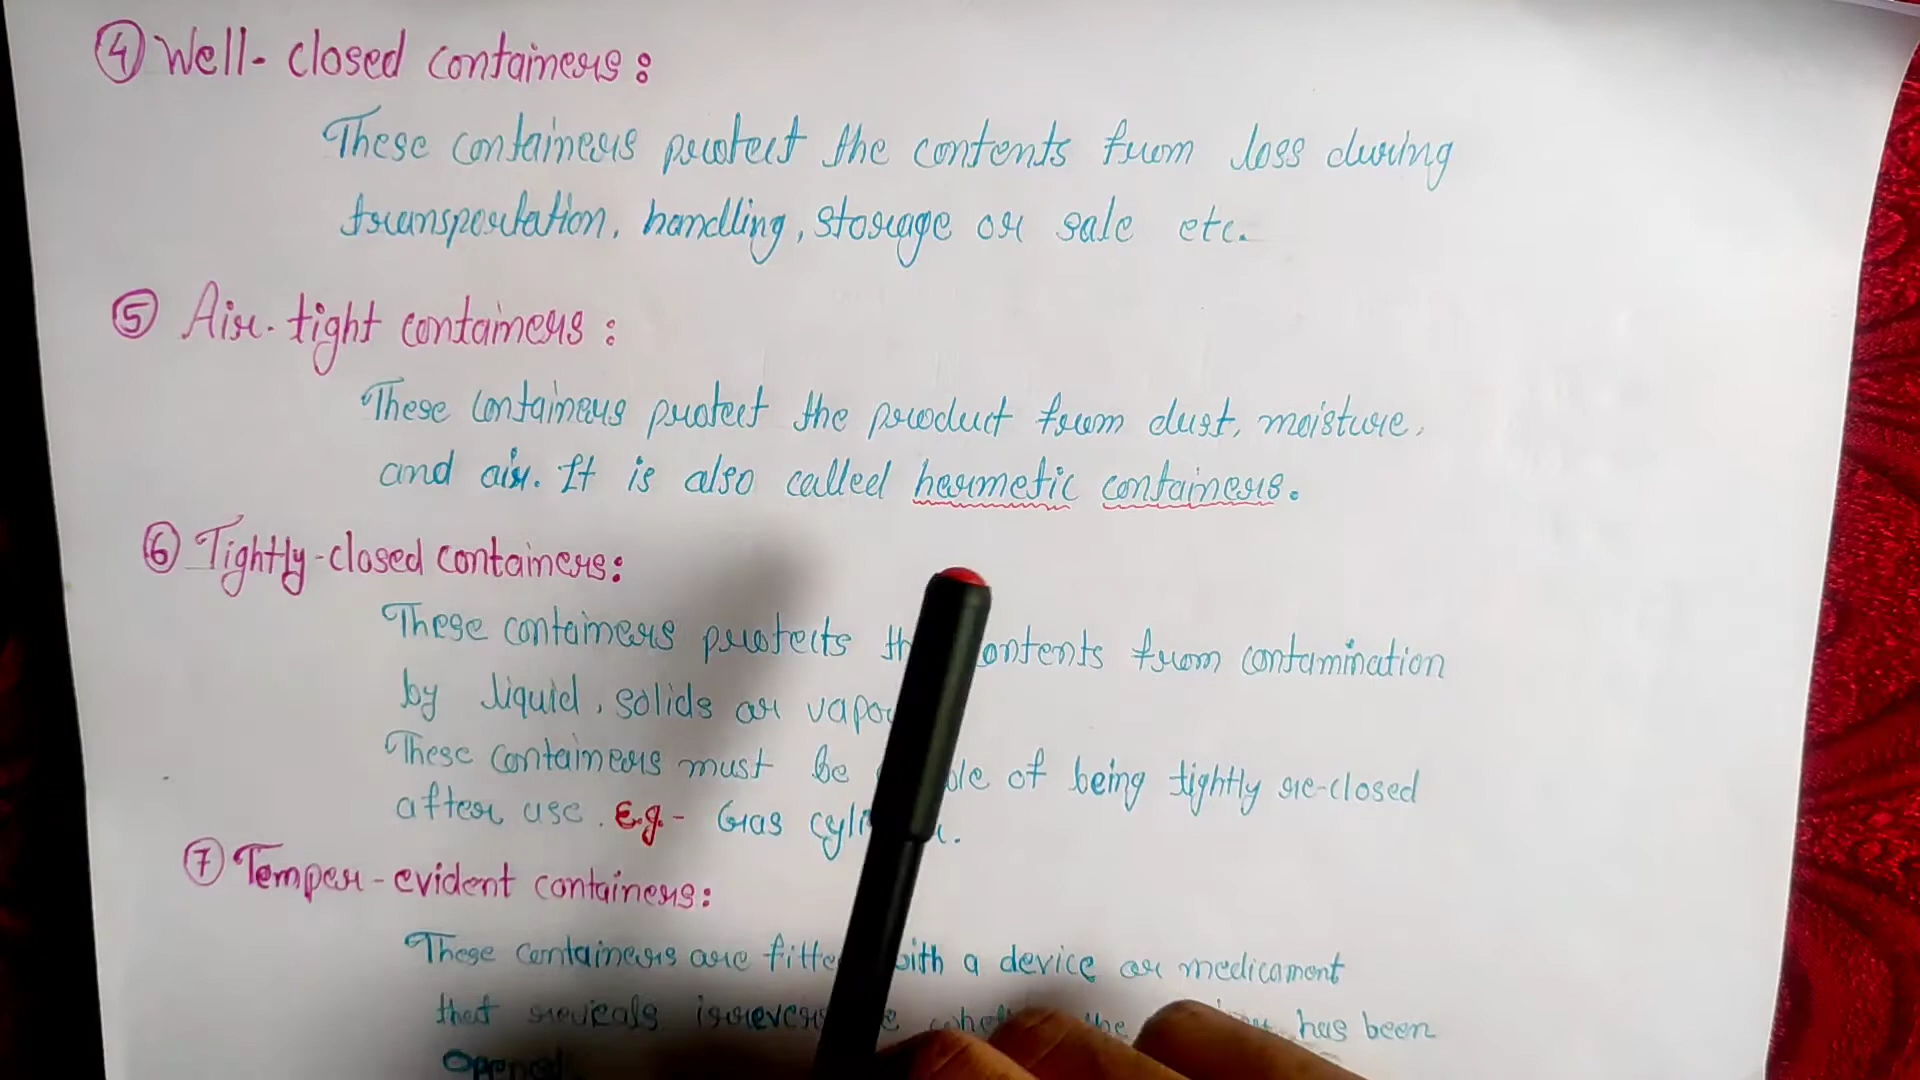 ④ Well-closed containers:
These containers protect the contents from loss during
transportation, handling, storage or sale etc.
⑤ Air-tight containers:
These containers protect the product from dust, moisture,
and air. It is also called hermetic containers.
⑥ Tightly-closed containers:
These containers protects contents from contamination
by liquid, solids or
These containers must be of being tightly re-closed
after use. E.g.- Gas
⑦ Temper-evident containers:
These containers are with a device or medicament
that reveals has been
Opened